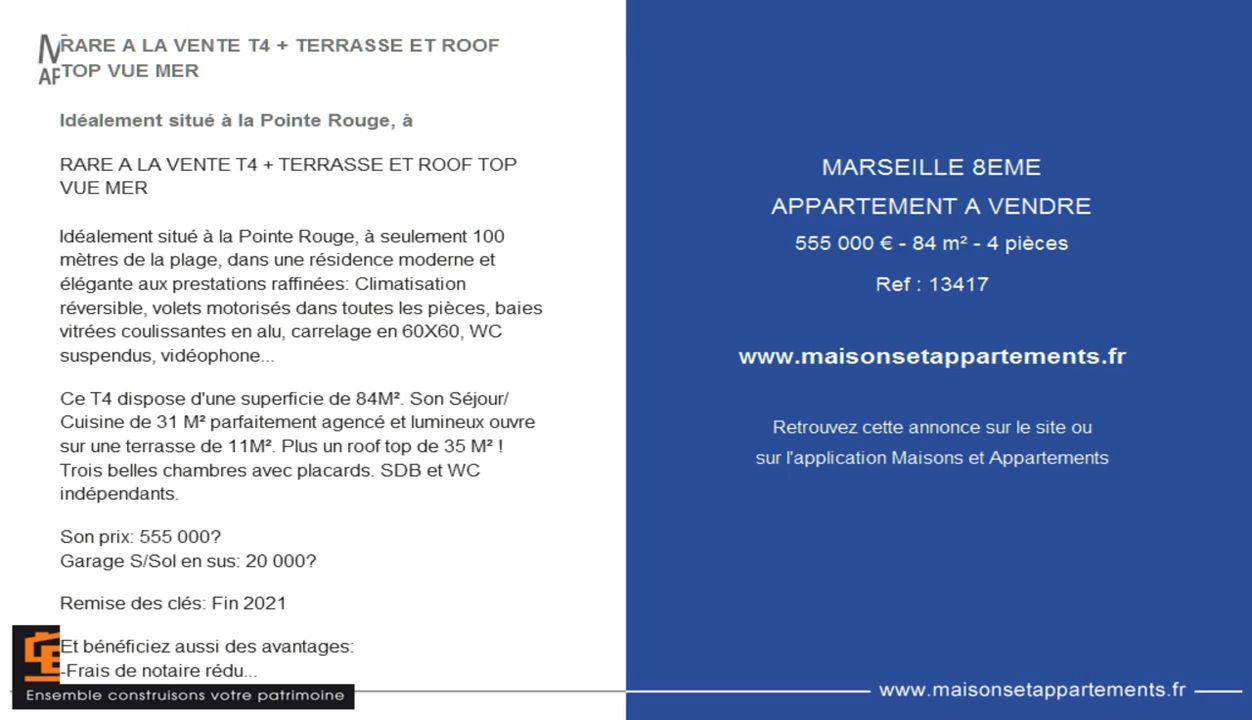 RARE A LA VENTE T4 + TERRASSE ET ROOF
TOP VUE MER
Idéalement situé à la Pointe Rouge, à
RARE A LA VENTE T4 + TERRASSE ET ROOF TOP
VUE MER
Idéalement situé à la Pointe Rouge, à seulement 100
mètres de la plage, dans une résidence moderne et
élégante aux prestations raffinées: Climatisation
réversible, volets motorisés dans toutes les pièces, baies
vitrées coulissantes en alu, carrelage en 60X60, WC
suspendus, vidéophone...
Ce T4 dispose d'une superficie de 84M². Son Séjour/
Cuisine de 31 M² parfaitement agencé et lumineux ouvre
sur une terrasse de 11M². Plus un roof top de 35 M² !
Trois belles chambres avec placards. SDB et WC
indépendants.
Son prix: 555 000?
Garage S/Sol en sus: 20 000?
Remise des clés: Fin 2021
Et bénéficiez aussi des avantages:
-Frais de notaire rédu...
Ensemble construisons votre patrimoine
MARSEILLE 8EME
APPARTEMENT A VENDRE
555 000 € - 84 m² - 4 pièces
Ref : 13417
www.maisonsetappartements.fr
Retrouvez cette annonce sur le site ou
sur l'application Maisons et Appartements
www.maisonsetappartements.fr